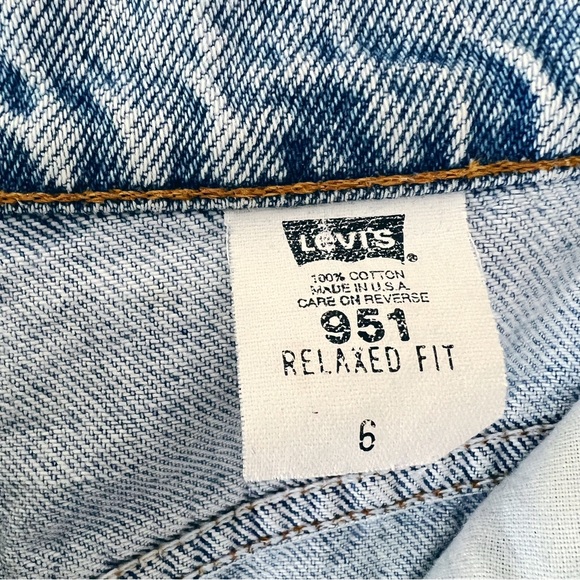 LEVI'S®
100% COTTON
MADE IN U.S.A.
CARE ON REVERSE
951
RELAXED FIT
6